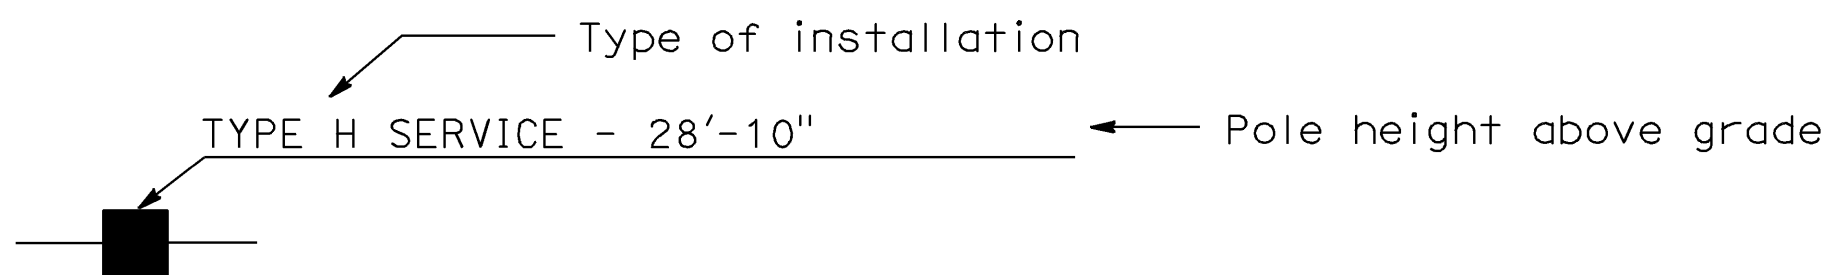 Type of installation
TYPE H SERVICE - 28'-10"
Pole height above grade